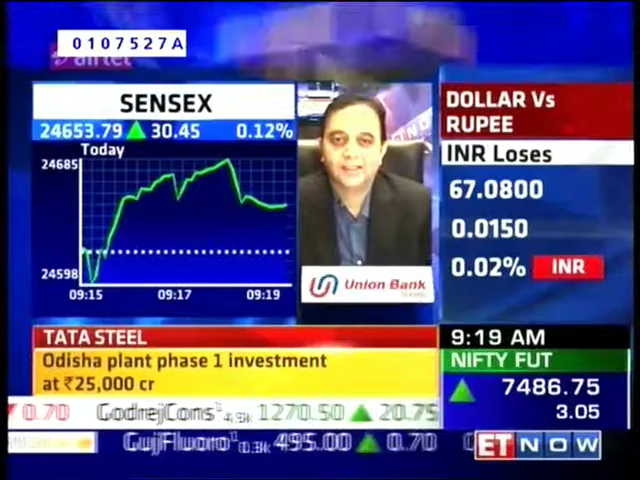 0107527A
airtel
SENSEX
24653.79 ▲ 30.45 0.12%
Today
24685
24598
09:15 09:17 09:19
Union Bank
DOLLAR Vs
RUPEE
INR Loses
67.0800
0.0150
0.02% INR
TATA STEEL
Odisha plant phase 1 investment
at ₹25,000 cr
9:19 AM
NIFTY FUT
▲ 7486.75
3.05
▼ 0.70 GodrejCons 1270.50 ▲ 20.75
GujFluoro 0.3k 495.00 ▲ 0.70
ET NOW